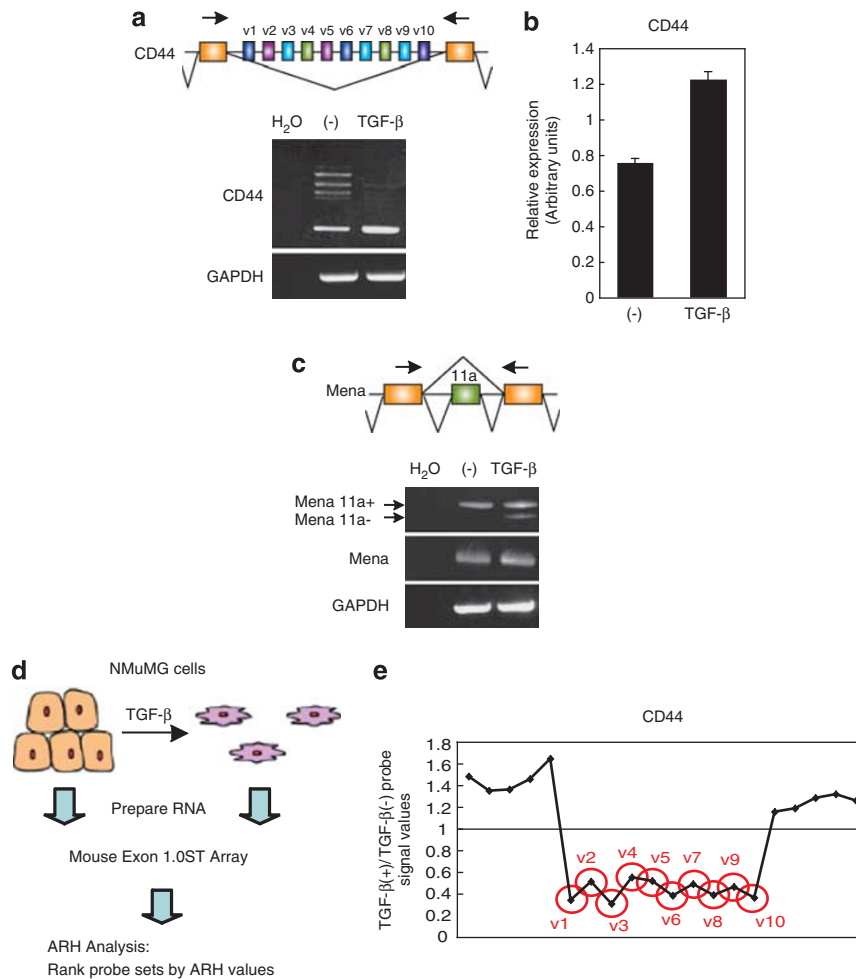 a
v1 v2 v3 v4 v5 v6 v7 v8 v9 v10
CD44
H2O (-) TGF-β
CD44
GAPDH
b
CD44
Relative expression
(Arbitrary units)
1.4
1.2
1
0.8
0.6
0.4
0.2
0
(-) TGF-β
c
11a
Mena
H2O (-) TGF-β
Mena 11a+
Mena 11a-
Mena
GAPDH
d
NMuMG cells
TGF-β
Prepare RNA
Mouse Exon 1.0ST Array
ARH Analysis:
Rank probe sets by ARH values
e
CD44
TGF-β(+)/TGF-β(-) probe
signal values
1.8
1.6
1.4
1.2
1
0.8
0.6
0.4
0.2
0
v1
v2
v3
v4
v5
v6
v7
v8
v9
v10